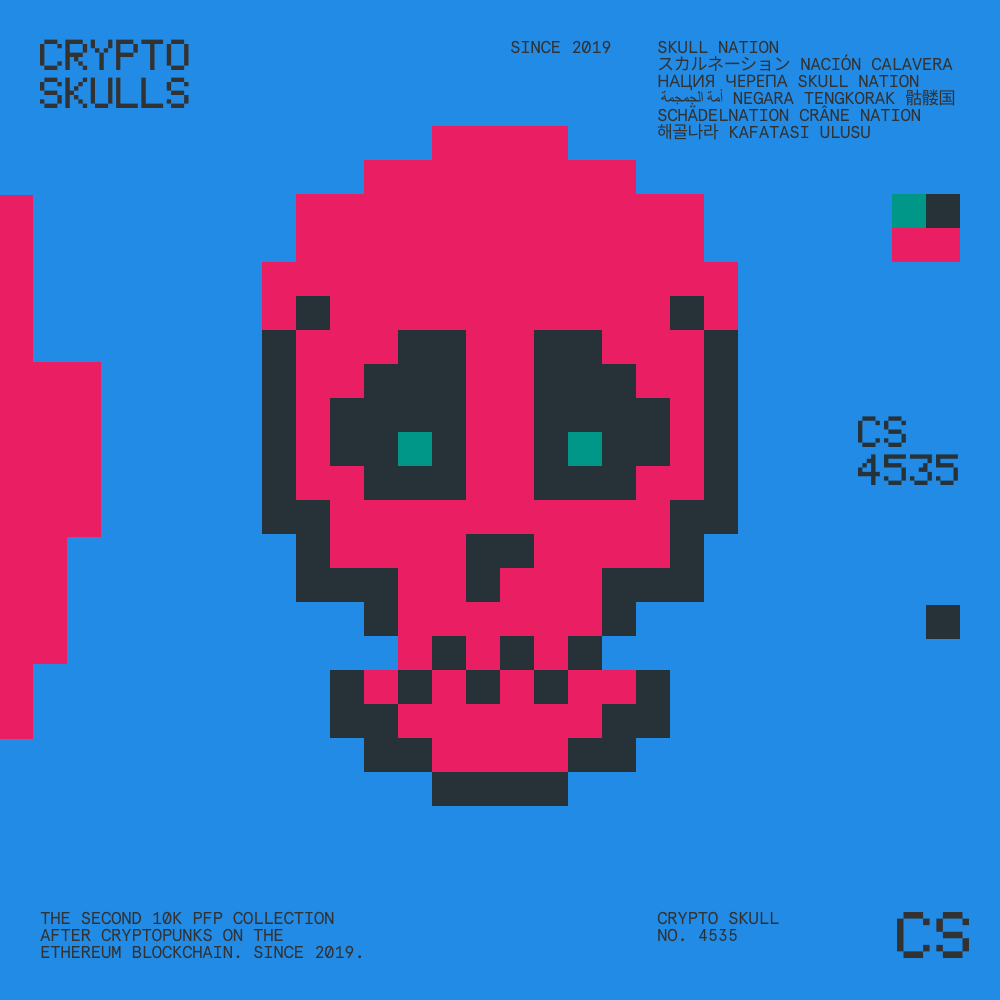 CRYPTO
SKULLS
SINCE 2019
SKULL NATION
スカルネーション NACIÓN CALAVERA
НАЦИЯ ЧЕРЕПА SKULL NATION
أمة الجمجمة NEGARA TENGKORAK 骷髅国
SCHÄDELNATION CRÂNE NATION
해골나라 KAFATASI ULUSU
CS
4535
THE SECOND 10K PFP COLLECTION
AFTER CRYPTOPUNKS ON THE
ETHEREUM BLOCKCHAIN. SINCE 2019.
CRYPTO SKULL
NO. 4535
CS